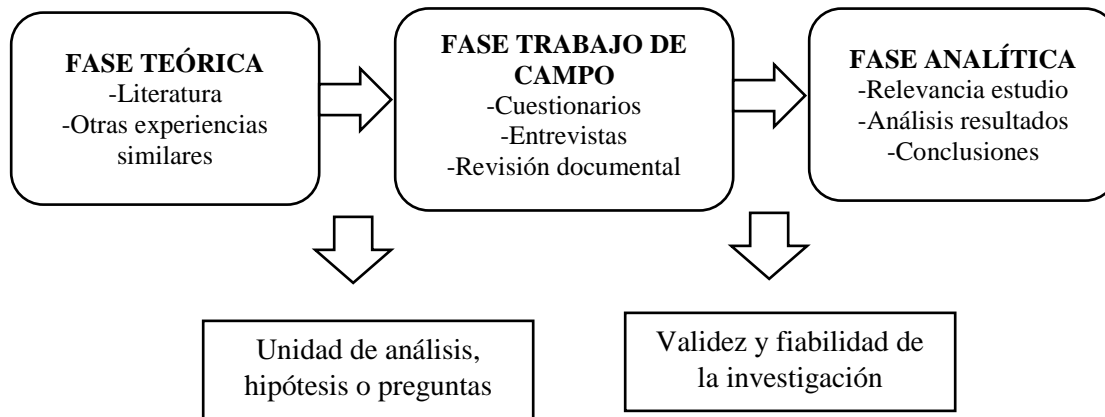 FASE TEÓRICA
-Literatura
-Otras experiencias
similares
FASE TRABAJO DE
CAMPO
-Cuestionarios
-Entrevistas
-Revisión documental
FASE ANALÍTICA
-Relevancia estudio
-Análisis resultados
-Conclusiones
Unidad de análisis,
hipótesis o preguntas
Validez y fiabilidad de
la investigación